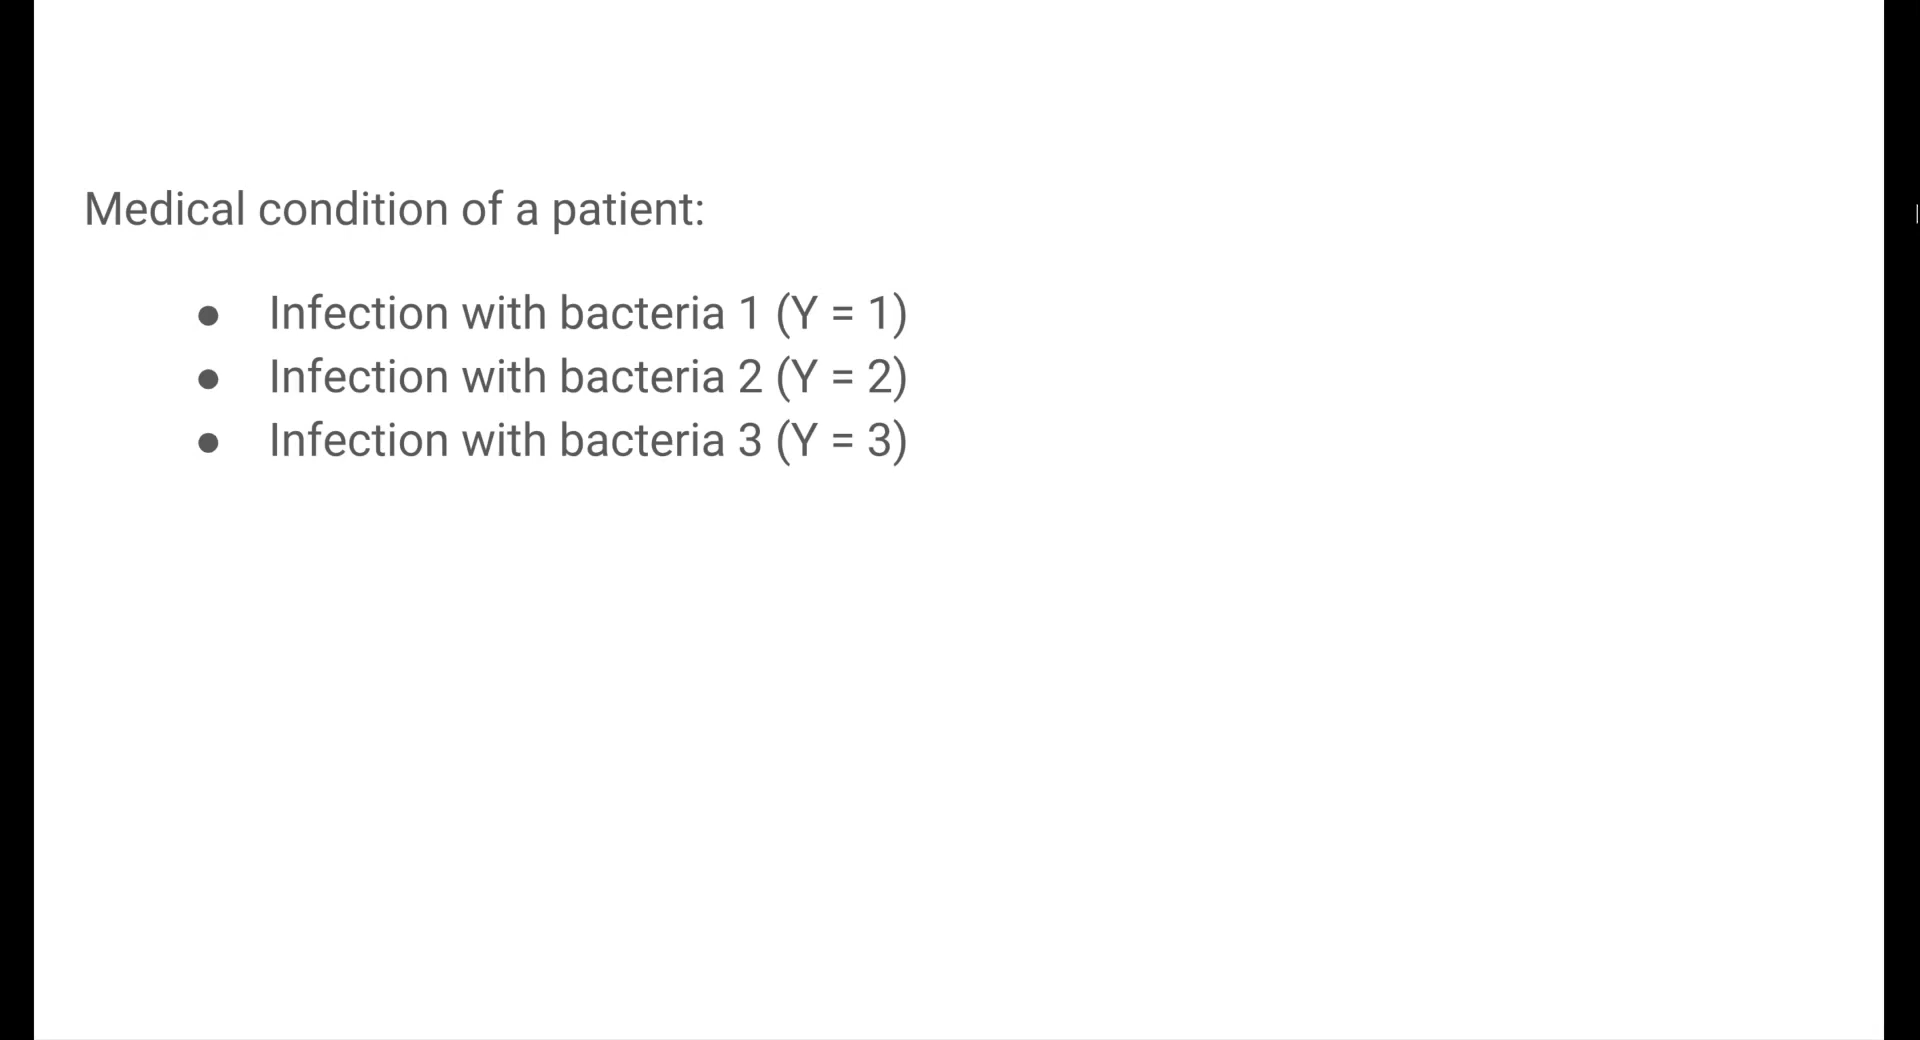 Medical condition of a patient:
● Infection with bacteria 1 (Y = 1)
● Infection with bacteria 2 (Y = 2)
● Infection with bacteria 3 (Y = 3)